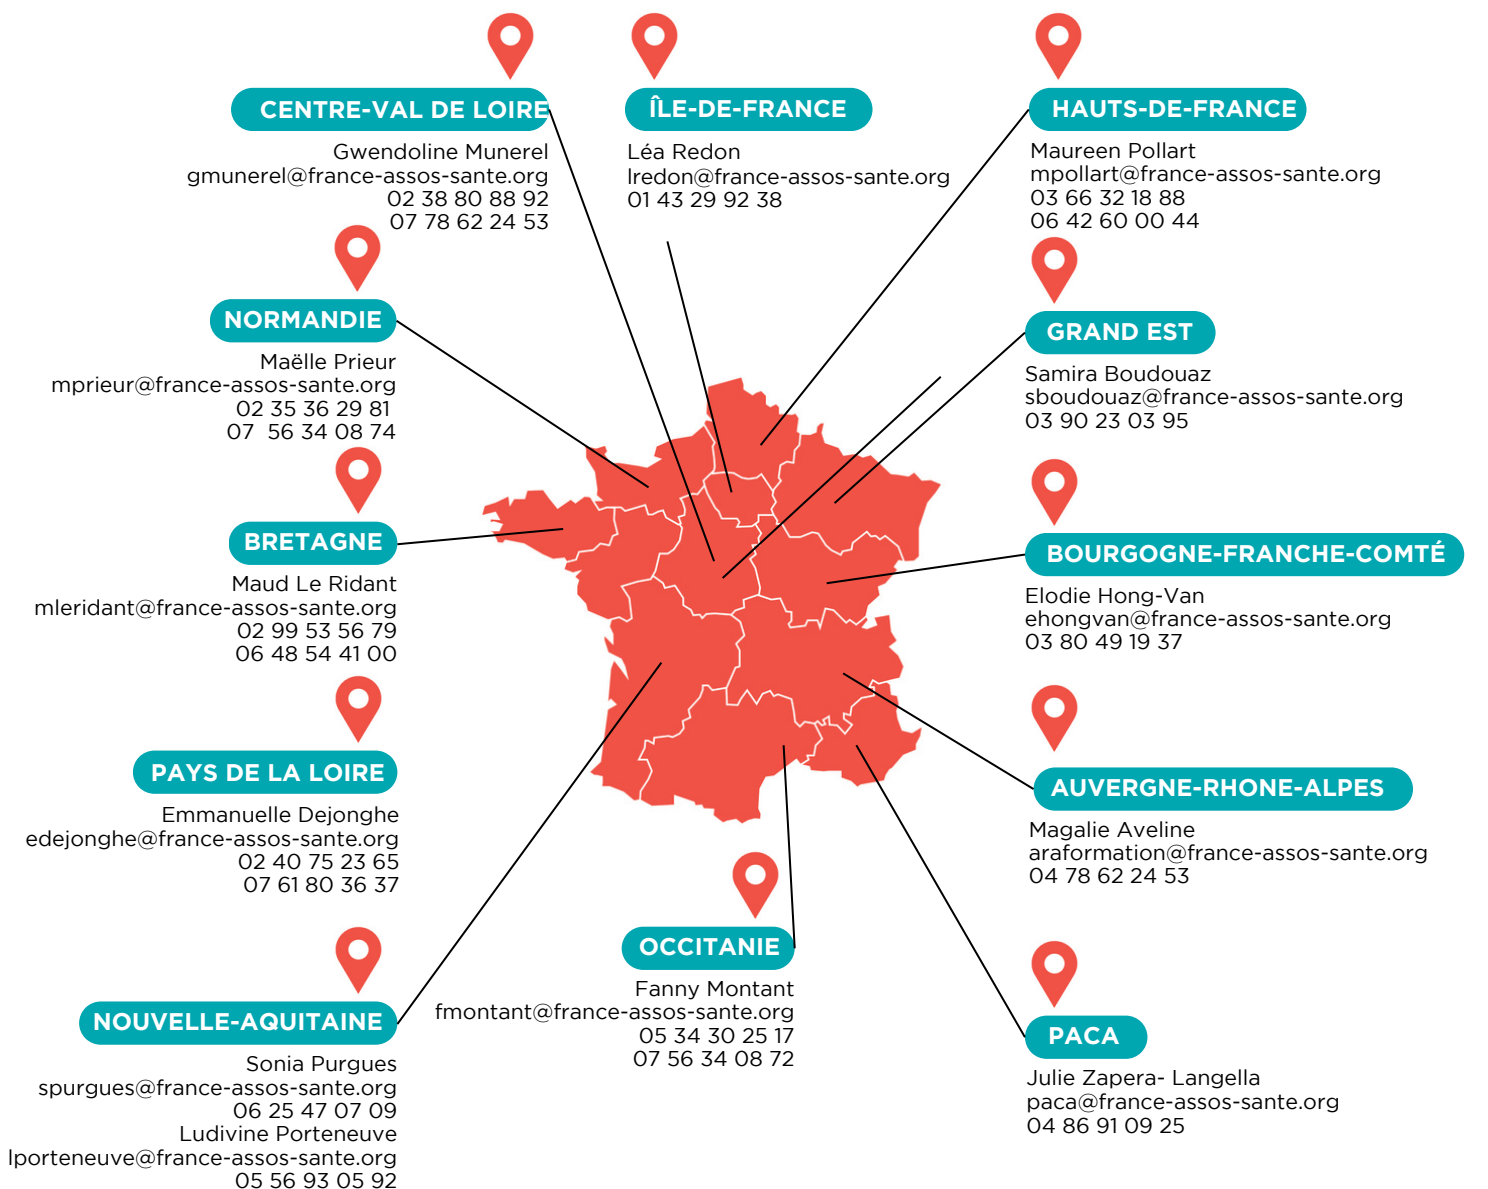 CENTRE-VAL DE LOIRE
Gwendoline Munerel
gmunerel@france-assos-sante.org
02 38 80 88 92
07 78 62 24 53
ÎLE-DE-FRANCE
Léa Redon
lredon@france-assos-sante.org
01 43 29 92 38
HAUTS-DE-FRANCE
Maureen Pollart
mpollart@france-assos-sante.org
03 66 32 18 88
06 42 60 00 44
NORMANDIE
Maëlle Prieur
mprieur@france-assos-sante.org
02 35 36 29 81
07 56 34 08 74
GRAND EST
Samira Boudouaz
sboudouaz@france-assos-sante.org
03 90 23 03 95
BRETAGNE
Maud Le Ridant
mleridant@france-assos-sante.org
02 99 53 56 79
06 48 54 41 00
BOURGOGNE-FRANCHE-COMTÉ
Elodie Hong-Van
ehongvan@france-assos-sante.org
03 80 49 19 37
PAYS DE LA LOIRE
Emmanuelle Dejonghe
edejonghe@france-assos-sante.org
02 40 75 23 65
07 61 80 36 37
AUVERGNE-RHONE-ALPES
Magalie Aveline
araformation@france-assos-sante.org
04 78 62 24 53
NOUVELLE-AQUITAINE
Sonia Purgues
spurgues@france-assos-sante.org
06 25 47 07 09
Ludivine Porteneuve
lporteneuve@france-assos-sante.org
05 56 93 05 92
OCCITANIE
Fanny Montant
fmontant@france-assos-sante.org
05 34 30 25 17
07 56 34 08 72
PACA
Julie Zapera- Langella
paca@france-assos-sante.org
04 86 91 09 25